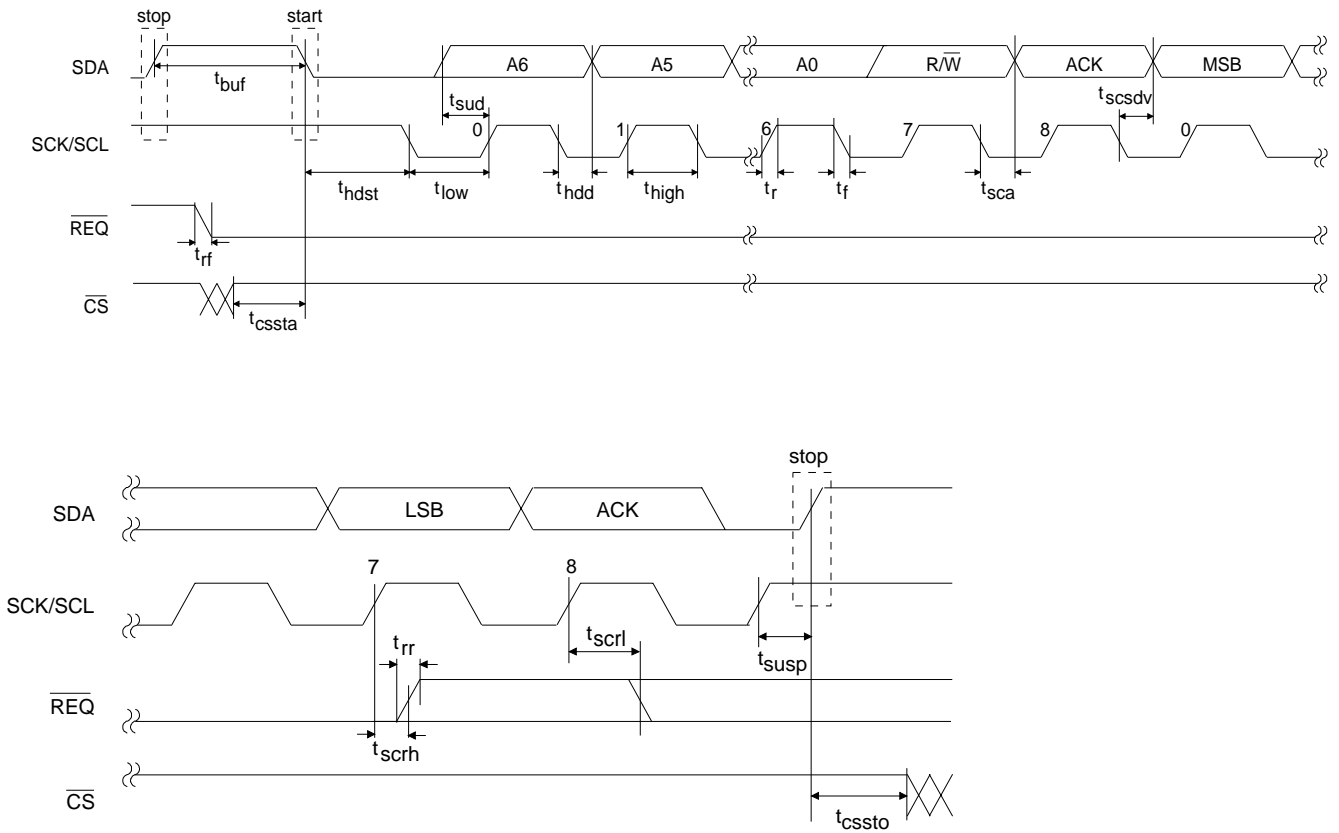 stop start
SDA A6 A5 A0 R/W ACK MSB
tbuf tsud tscsdv
SCK/SCL 0 1 6 7 8 0
thdst tlow thdd thigh tr tf tsca
REQ
trf
CS
tcssta
stop
SDA LSB ACK
SCK/SCL 7 8
trr tscrl tsusp
REQ
tscrh
CS
tcssto